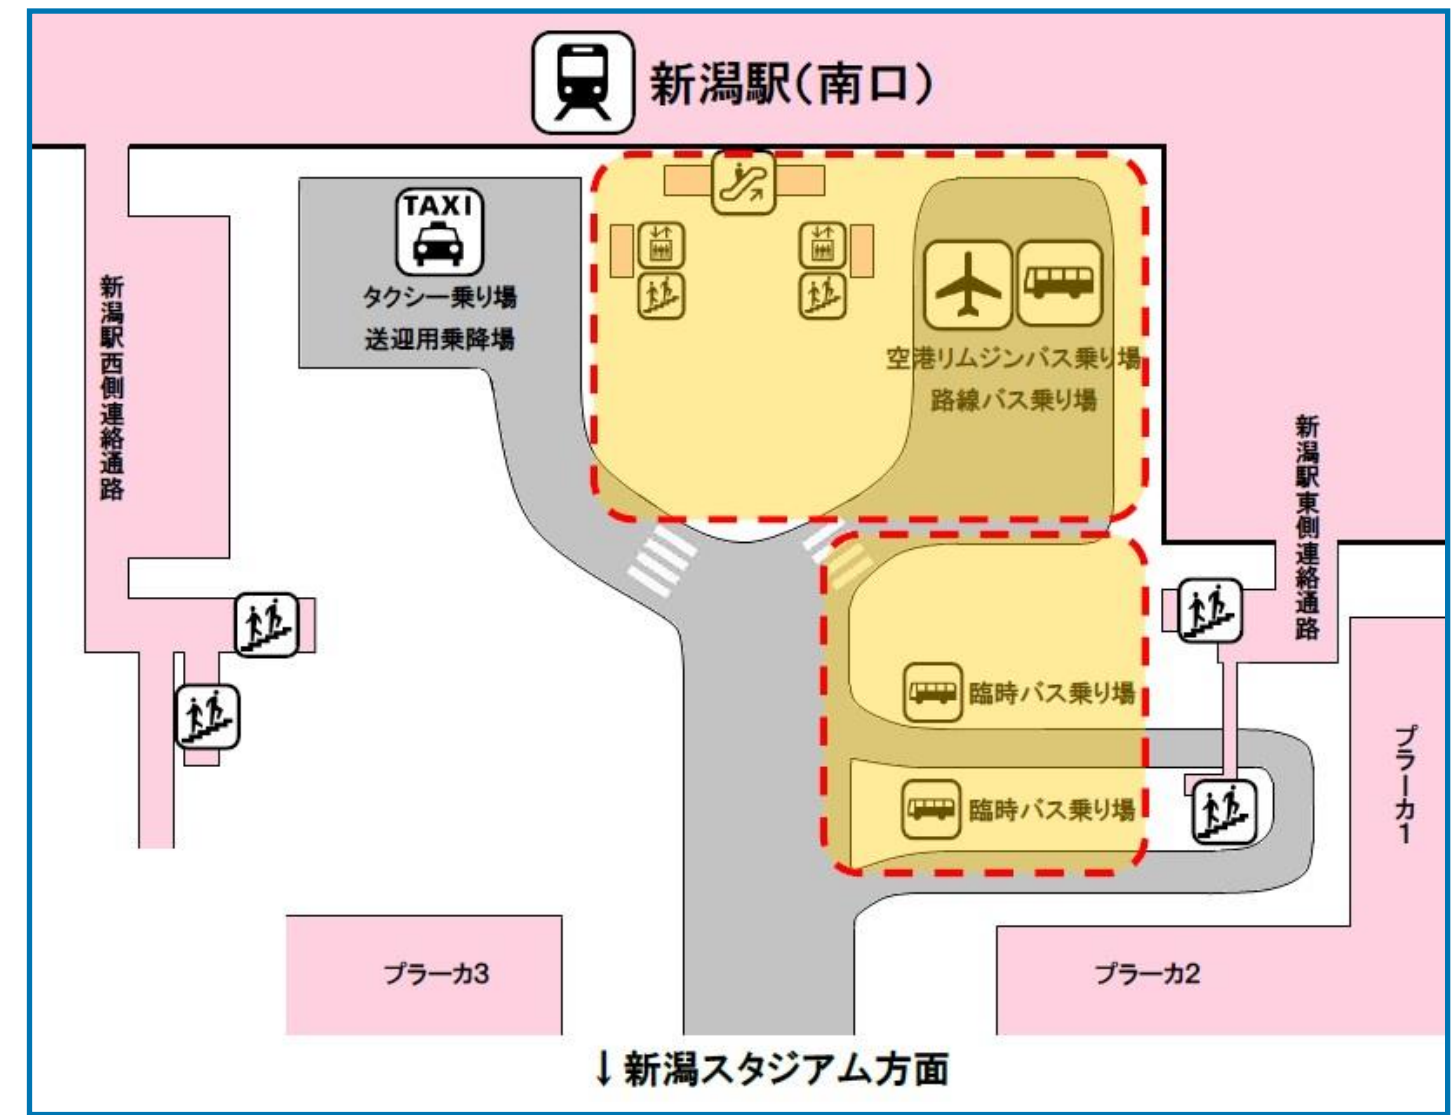 新潟駅(南口)
TAXI
タクシー乗り場
送迎用乗降場
空港リムジンバス乗り場
路線バス乗り場
新潟駅西側連絡通路
新潟駅東側連絡通路
臨時バス乗り場
臨時バス乗り場
プラーカ1
プラーカ3
プラーカ2
↓新潟スタジアム方面